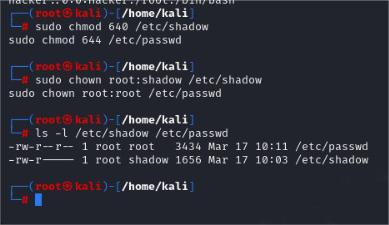 hacker:.:0:0:hacker:/root:/bin/bash
┌──(root㉿kali)-[/home/kali]
└─# sudo chmod 640 /etc/shadow
sudo chmod 644 /etc/passwd
┌──(root㉿kali)-[/home/kali]
└─# sudo chown root:shadow /etc/shadow
sudo chown root:root /etc/passwd
┌──(root㉿kali)-[/home/kali]
└─# ls -l /etc/shadow /etc/passwd
-rw-r--r-- 1 root root   3434 Mar 17 10:11 /etc/passwd
-rw-r----- 1 root shadow 1656 Mar 17 10:03 /etc/shadow
┌──(root㉿kali)-[/home/kali]
└─#